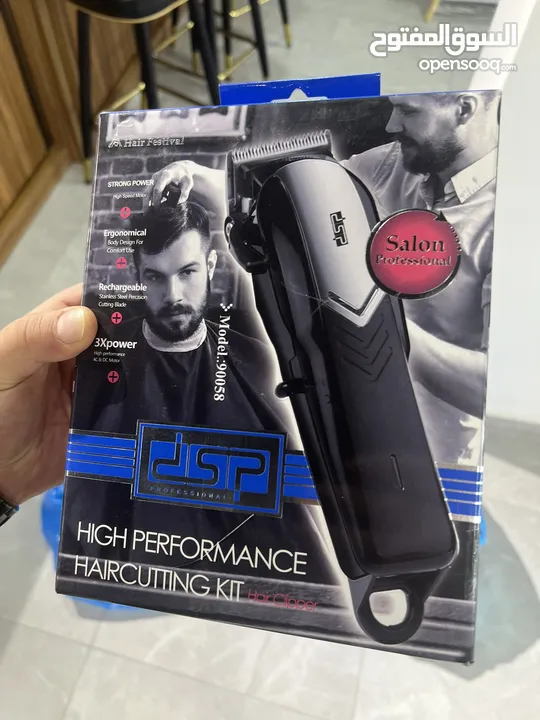 السوق المفتوح
opensooq.com
Hair Festival
STRONG POWER
High Speed Motor
Ergonomical
Body Design For
Comfort Use
Rechargeable
Stainless Steel Percision
Cutting Blade
3Xpower
High performance
AC & DC Motor
Model:90058
dsp
Salon
Professional
dsp
PROFESSIONAL
HIGH PERFORMANCE
HAIRCUTTING KIT Hair Clipper